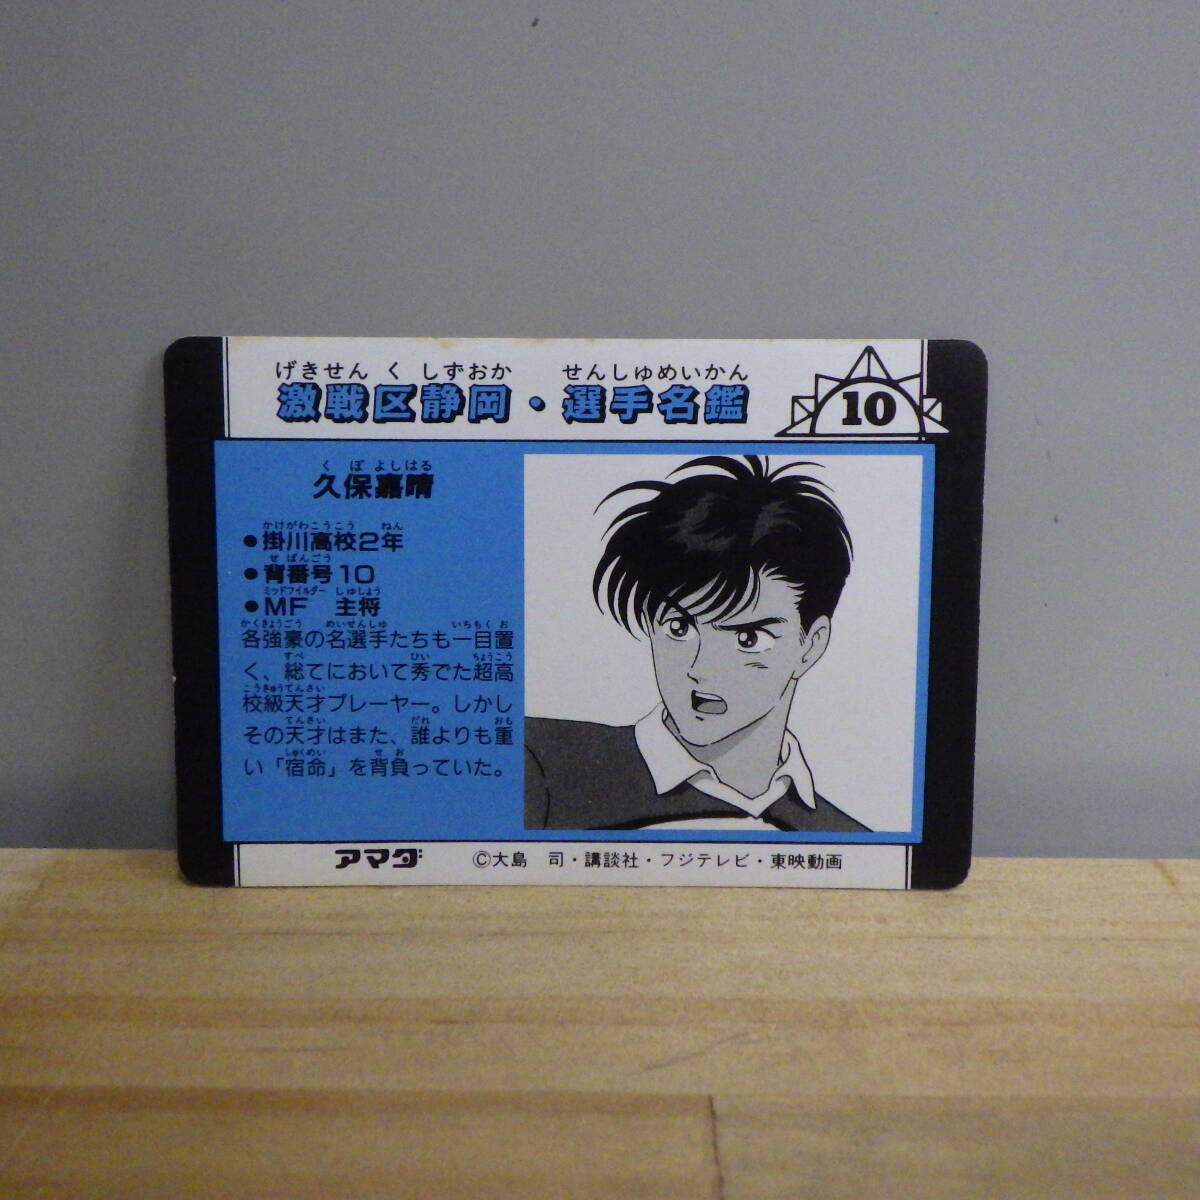 げきせん く しずおか せんしゅめいかん
激戦区静岡・選手名鑑
10
く ぼ よしはる
久保嘉晴
かけがわこうこう ねん
●掛川高校2年
せ ばんごう
●背番号10
ミッドフィルダー しゅしょう
●MF 主将
かくきょうごう めいせんしゅ いちもく お
各強豪の名選手たちも一目置
すべ ひい ちょうこう
く、総てにおいて秀でた超高
こうきゅうてんさい
校級天才プレーヤー。しかし
てんさい だれ おも
その天才はまた、誰よりも重
しゅくめい せ お
い「宿命」を背負っていた。
アマダ ©大島 司・講談社・フジテレビ・東映動画